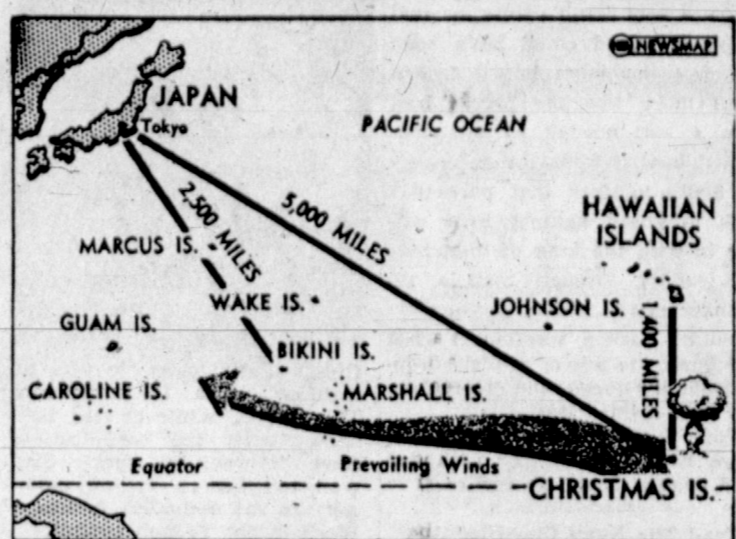 NEWSMAP
JAPAN
Tokyo
PACIFIC OCEAN
2,500 MILES
5,000 MILES
HAWAIIAN
ISLANDS
MARCUS IS.
WAKE IS.
JOHNSON IS.
1,400 MILES
GUAM IS.
BIKINI IS.
CAROLINE IS.
MARSHALL IS.
Equator
Prevailing Winds
CHRISTMAS IS.